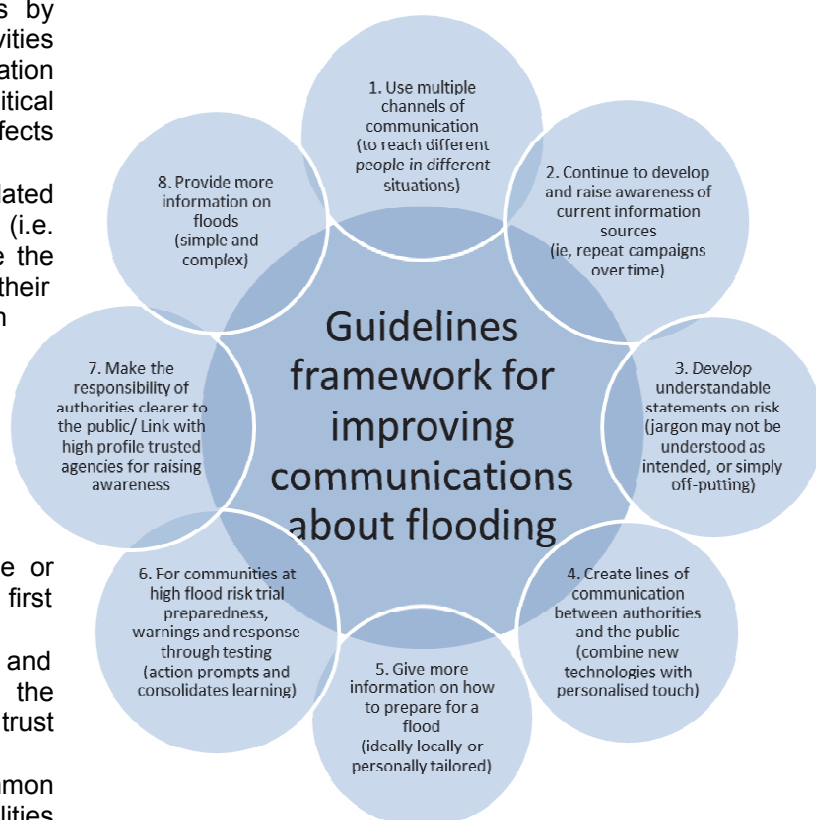 s by
vities
ation
itical
fects
lated
(i.e.
e the
their
n
e or
first
and
the
trust
mmon
lities
Guidelines
framework for
improving
communications
about flooding
1. Use multiple
channels of
communication
(to reach different
people in different
situations)
2. Continue to develop
and raise awareness of
current information
sources
(ie, repeat campaigns
over time)
3. Develop
understandable
statements on risk
(jargon may not be
understood as
intended, or simply
off-putting)
4. Create lines of
communication
between authorities
and the public
(combine new
technologies with
personalised touch)
5. Give more
information on how
to prepare for a
flood
(ideally locally or
personally tailored)
6. For communities at
high flood risk trial
preparedness,
warnings and response
through testing
(action prompts and
consolidates learning)
7. Make the
responsibility of
authorities clearer to
the public/ Link with
high profile trusted
agencies for raising
awareness
8. Provide more
information on
floods
(simple and
complex)